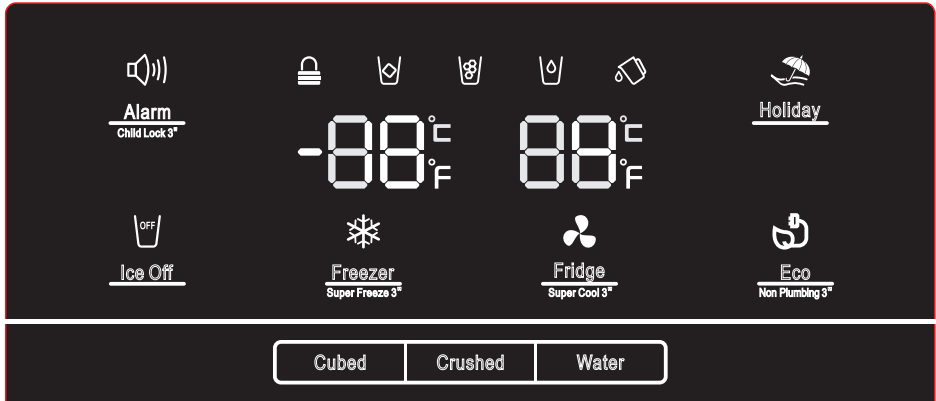 Alarm
Child Lock 3"
Holiday
-88 °C
°F
88 °C
°F
OFF
Ice Off
Freezer
Super Freeze 3"
Fridge
Super Cool 3"
Eco
Non Plumbing 3"
Cubed
Crushed
Water